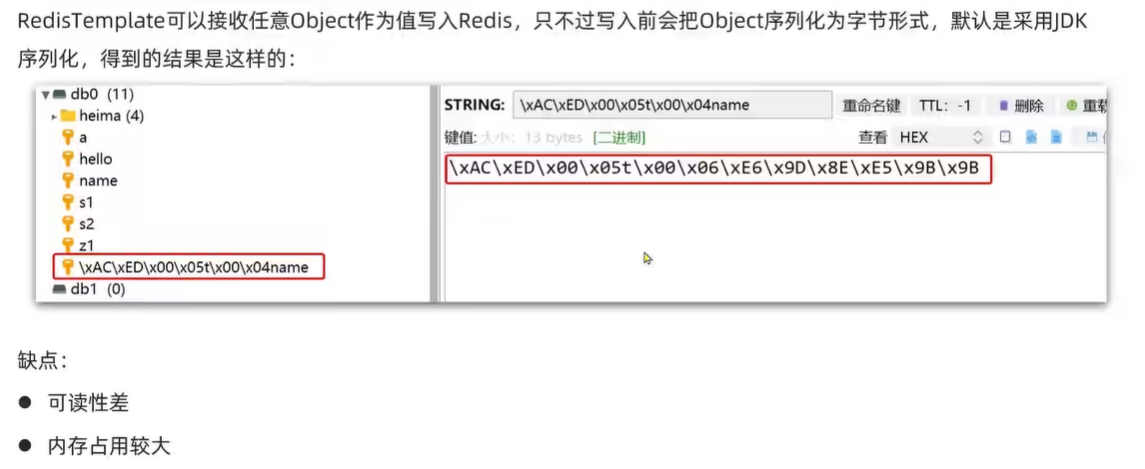 RedisTemplate可以接收任意Object作为值写入Redis，只不过写入前会把Object序列化为字节形式，默认是采用JDK
序列化，得到的结果是这样的：
db0 (11)
heima (4)
a
hello
name
s1
s2
z1
\xAC\xED\x00\x05t\x00\x04name
db1 (0)
STRING: \xAC\xED\x00\x05t\x00\x04name 重命名键 TTL: -1 删除 重载
键值: 大小: 13 bytes [二进制] 查看 HEX
\xAC\xED\x00\x05t\x00\x06\xE6\x9D\x8E\xE5\x9B\x9B
缺点：
● 可读性差
● 内存占用较大